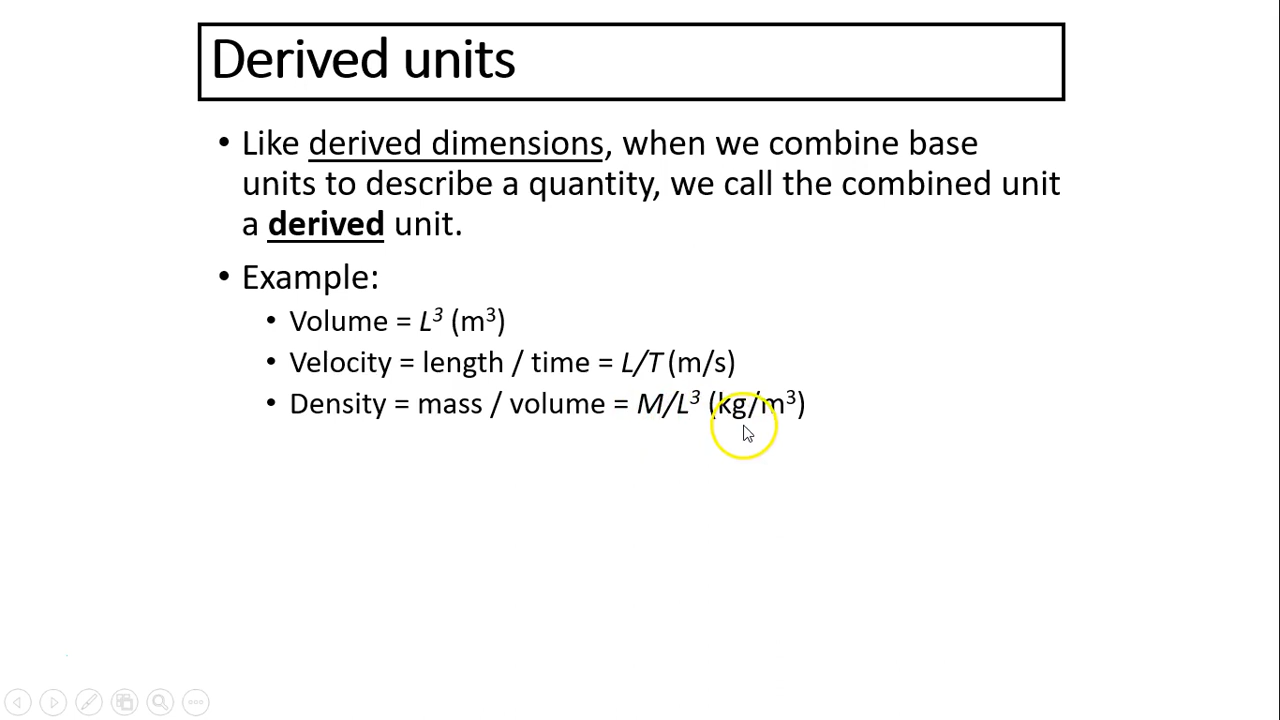 Derived units
• Like derived dimensions, when we combine base
units to describe a quantity, we call the combined unit
a derived unit.
• Example:
• Volume = L³ (m³)
• Velocity = length / time = L/T (m/s)
• Density = mass / volume = M/L³ (kg/m³)